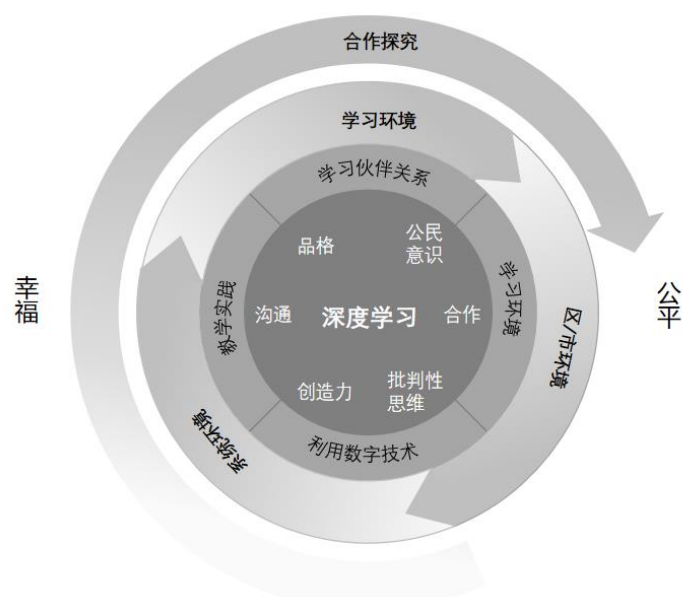 合作探究
学习环境
学习伙伴关系
品格
公民
意识
幸福
教学实践
沟通
深度学习
合作
学习环境
区/市环境
公平
创造力
批判性
思维
系统环境
利用数字技术